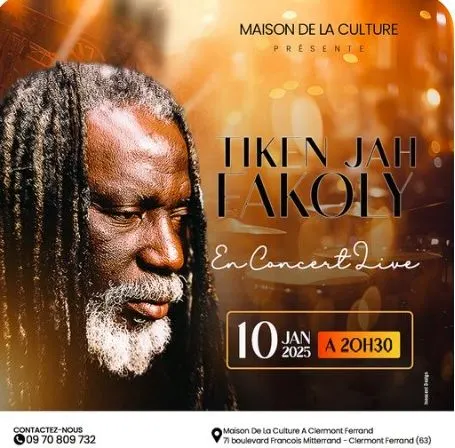 MAISON DE LA CULTURE
PRÉSENTE
TIKEN JAH
FAKOLY
En Concert Live
10 JAN 2025 A 20H30
CONTACTEZ-NOUS
09 70 809 732
Maison De La Culture A Clermont Ferrand
71 boulevard Francois Mitterrand - Clermont Ferrand (63)